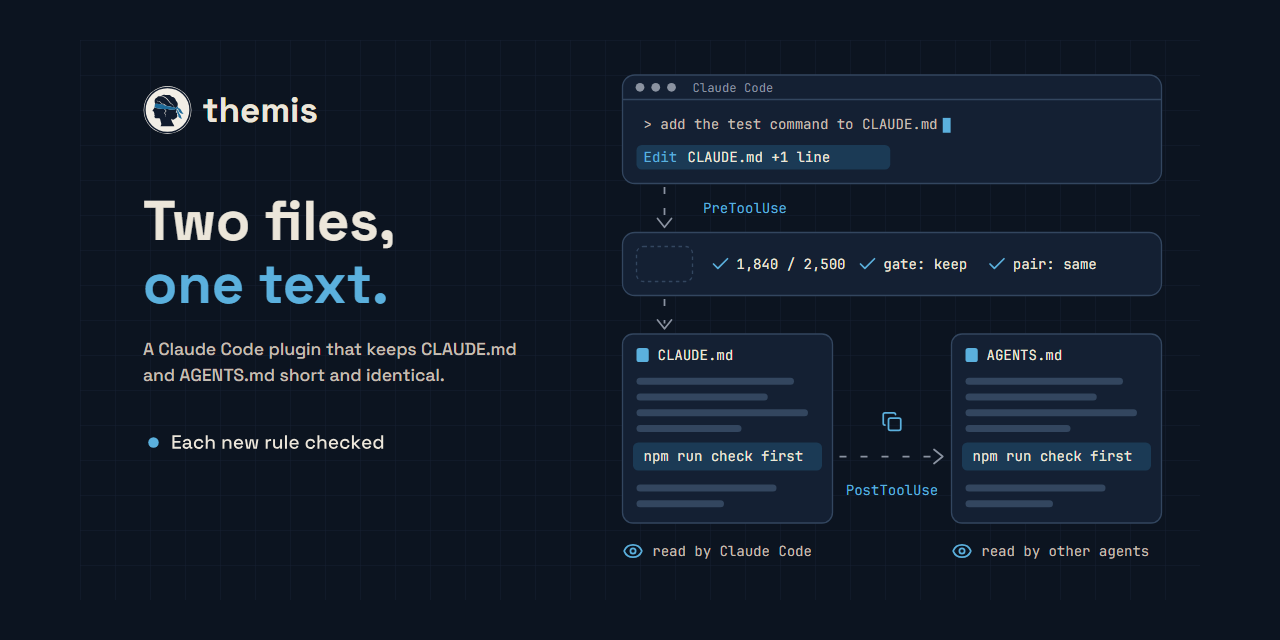 themis
Two files,
one text.
A Claude Code plugin that keeps CLAUDE.md
and AGENTS.md short and identical.
Each new rule checked
Claude Code
> add the test command to CLAUDE.md
Edit CLAUDE.md +1 line
PreToolUse
1,840 / 2,500 gate: keep pair: same
CLAUDE.md
npm run check first
read by Claude Code
PostToolUse
AGENTS.md
npm run check first
read by other agents